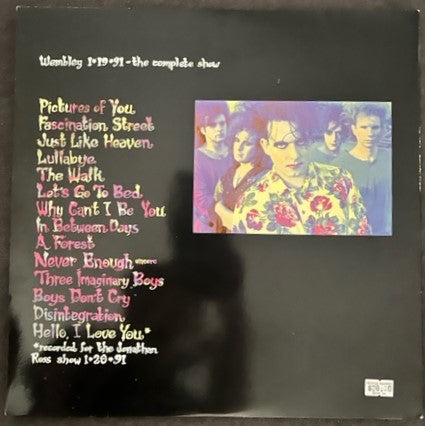 Wembley 1•19•91 - the complete show
Pictures of You
Fascination Street
Just Like Heaven
Lullabye
The Walk
Let's Go To Bed
Why Can't I Be You
In Between Days
A Forest
Never Enough encore
Three Imaginary Boys
Boys Don't Cry
Disintegration
Hello, I Love You*
*recorded for the Jonathan
Ross show 1•20•91